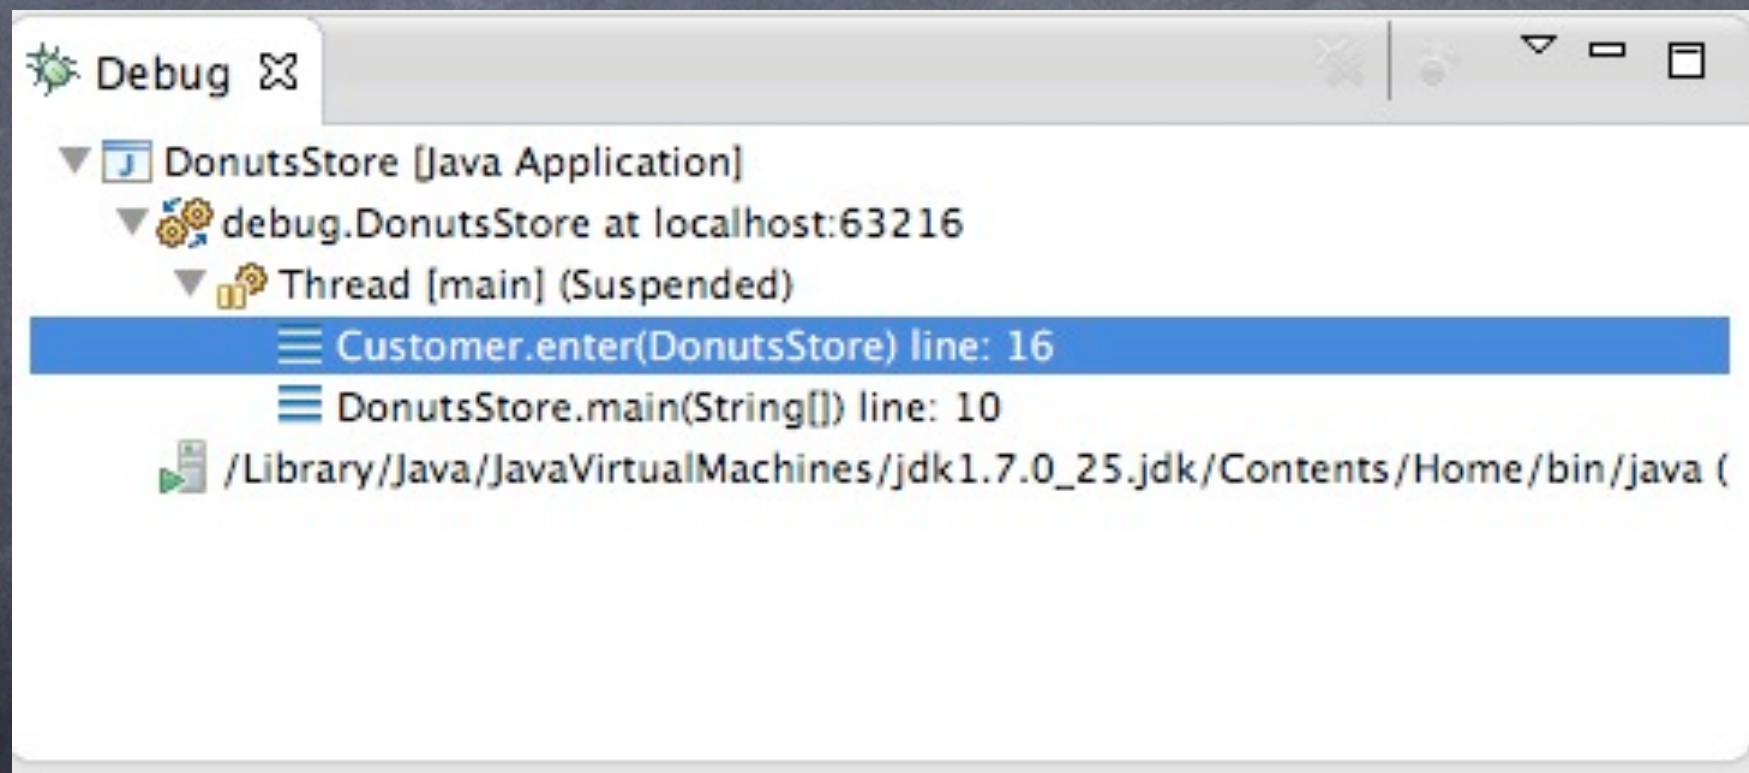 Debug
DonutsStore [Java Application]
debug.DonutsStore at localhost:63216
Thread [main] (Suspended)
Customer.enter(DonutsStore) line: 16
DonutsStore.main(String[]) line: 10
/Library/Java/JavaVirtualMachines/jdk1.7.0_25.jdk/Contents/Home/bin/java (